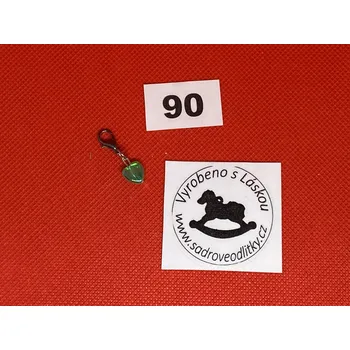 90
Vyrobeno s Láskou
www.sadroveodlitky.cz